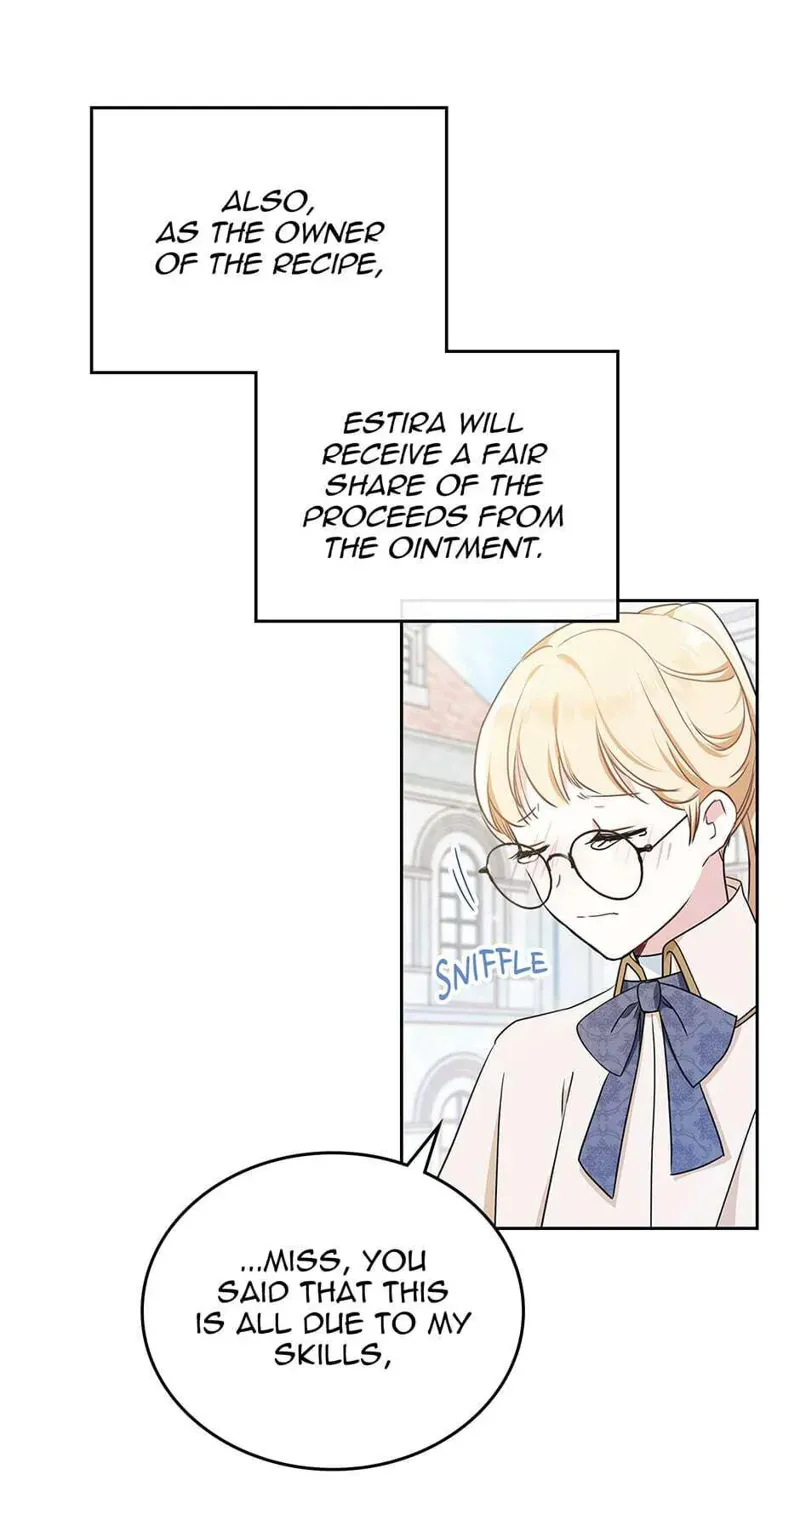 ALSO,
AS THE OWNER
OF THE RECIPE,
ESTIRA WILL
RECEIVE A FAIR
SHARE OF THE
PROCEEDS FROM
THE OINTMENT.
SNIFFLE
...MISS, YOU
SAID THAT THIS
IS ALL DUE TO MY
SKILLS,